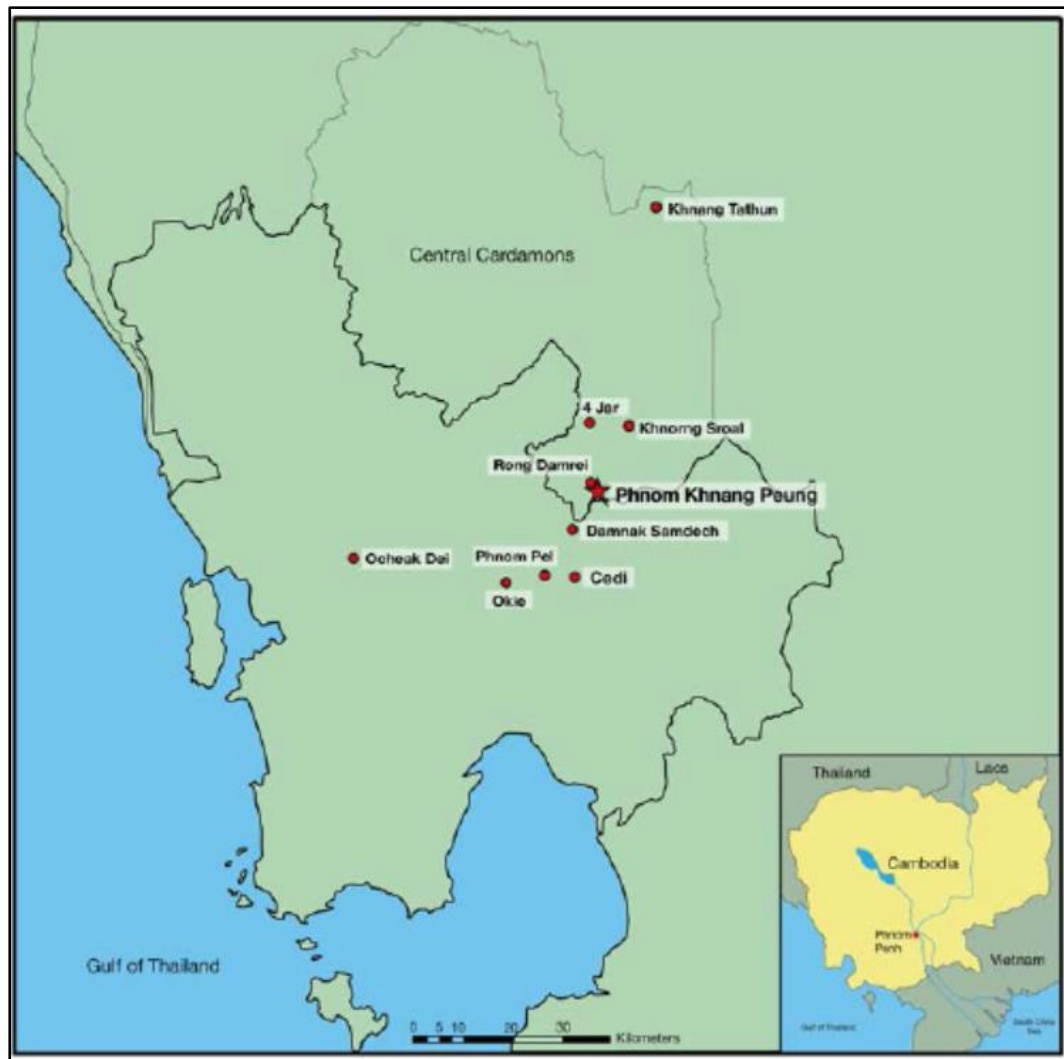 Khnang Tathun
Central Cardamons
4 Jar
Khnorng Sroal
Rong Damrei
Phnom Khnang Peung
Damnak Samdech
Ocheak Dei
Phnom Pel
Cedi
Okie
Gulf of Thailand
0 5 10 20 30 Kilometers
Thailand
Laos
Cambodia
Phnom
Penh
Vietnam
Gulf of Thailand
South China
Sea